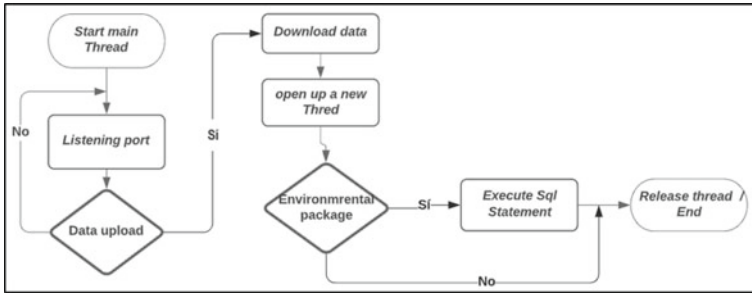 Start main
Thread
No
Listening port
Data upload
Si
Download data
open up a new
Thred
Environmrental
package
Sí
Execute Sql
Statement
Release thread /
End
No